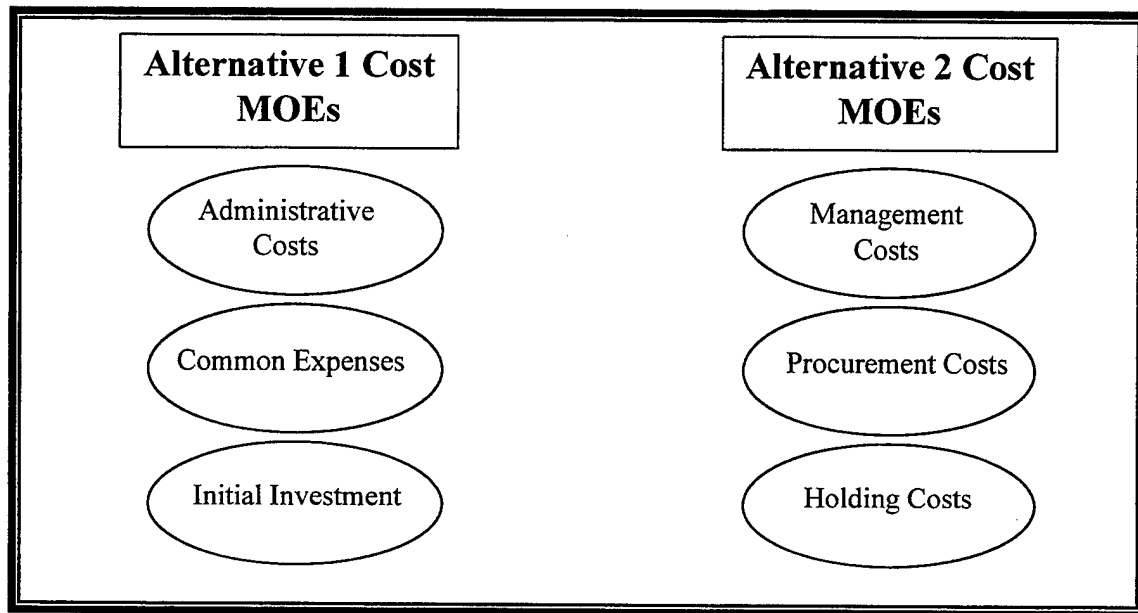 Alternative 1 Cost
MOEs
Administrative
Costs
Common Expenses
Initial Investment
Alternative 2 Cost
MOEs
Management
Costs
Procurement Costs
Holding Costs